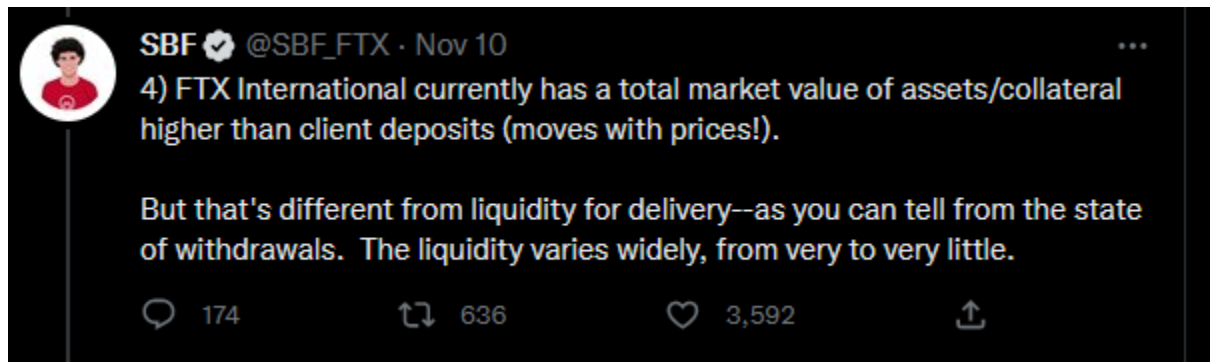 SBF @SBF_FTX · Nov 10
4) FTX International currently has a total market value of assets/collateral
higher than client deposits (moves with prices!).
But that's different from liquidity for delivery--as you can tell from the state
of withdrawals.  The liquidity varies widely, from very to very little.
174 636 3,592